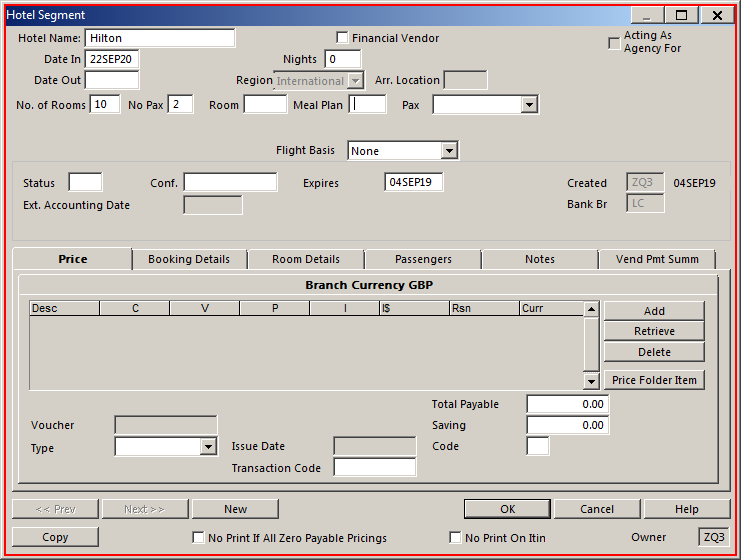 Hotel Segment
Hotel Name: Hilton Financial Vendor Acting As
Agency For
Date In 22SEP20 Nights 0
Date Out Region International Arr. Location
No. of Rooms 10 No Pax 2 Room Meal Plan Pax
Flight Basis None
Status Conf. Expires 04SEP19 Created ZQ3 04SEP19
Ext. Accounting Date Bank Br LC
Price Booking Details Room Details Passengers Notes Vend Pmt Summ
Branch Currency GBP
Desc C V P I I$ Rsn Curr
Add
Retrieve
Delete
Price Folder Item
Total Payable 0.00
Voucher Saving 0.00
Type Issue Date Code
Transaction Code
<< Prev Next >> New OK Cancel Help
Copy No Print If All Zero Payable Pricings No Print On Itin Owner ZQ3